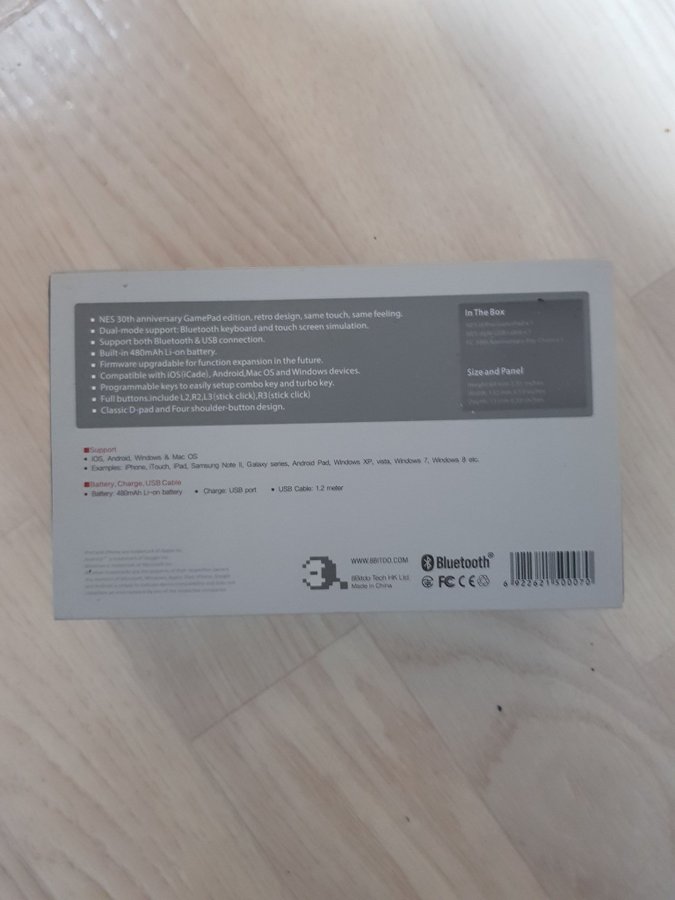 NES 30th anniversary GamePad edition, retro design, same touch, same feeling.
Dual-mode support: Bluetooth keyboard and touch screen simulation.
Support both Bluetooth & USB connection.
Built-in 480mAh Li-on battery.
Firmware upgradable for function expansion in the future.
Compatible with iOS(iCade), Android,Mac OS and Windows devices.
Programmable keys to easily setup combo key and turbo key.
Full buttons.include L2,R2,L3(stick click),R3(stick click)
Classic D-pad and Four shoulder-button design.
In The Box
Size and Panel
Support
iOS, Android, Windows & Mac OS
Examples: iPhone, iTouch, iPad, Samsung Note II, Galaxy series, Android Pad, Windows XP, vista, Windows 7, Windows 8 etc.
Battery, Charge, USB Cable
Battery: 480mAh Li-on battery • Charge: USB port • USB Cable: 1.2 meter
WWW.8BITDO.COM
8Bitdo Tech HK Ltd.
Made in China
Bluetooth®
FC CE
6 922621 500070